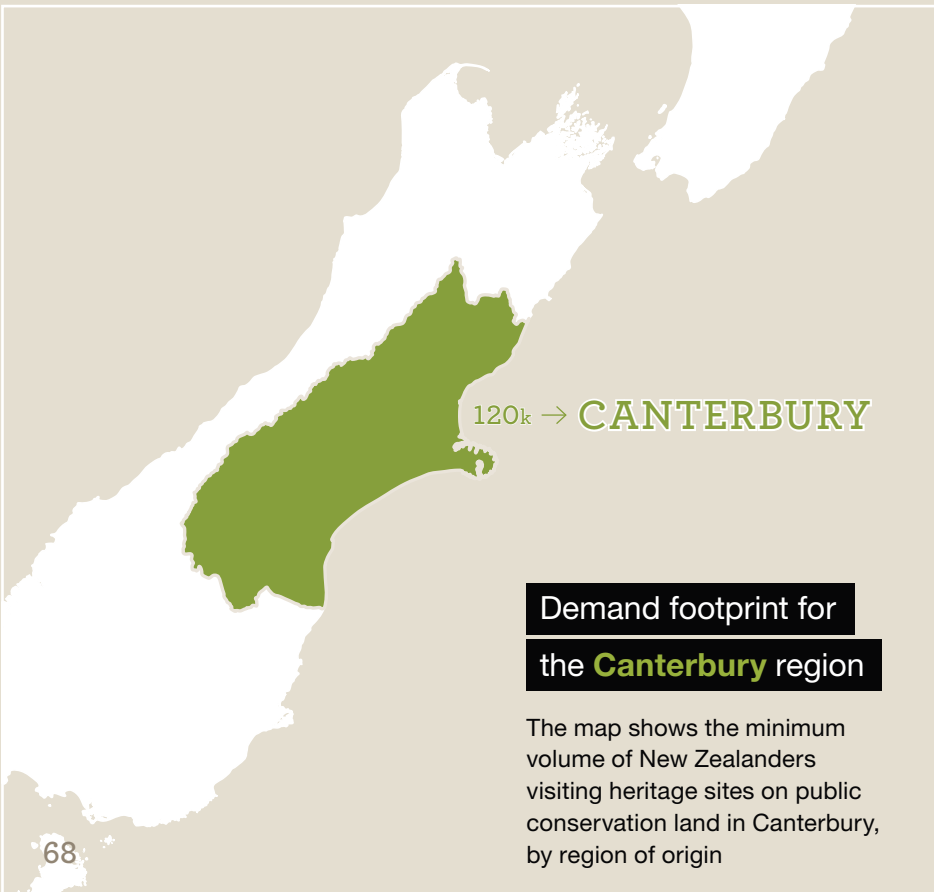 120k → CANTERBURY
Demand footprint for
the Canterbury region
The map shows the minimum
volume of New Zealanders
visiting heritage sites on public
conservation land in Canterbury,
by region of origin
68